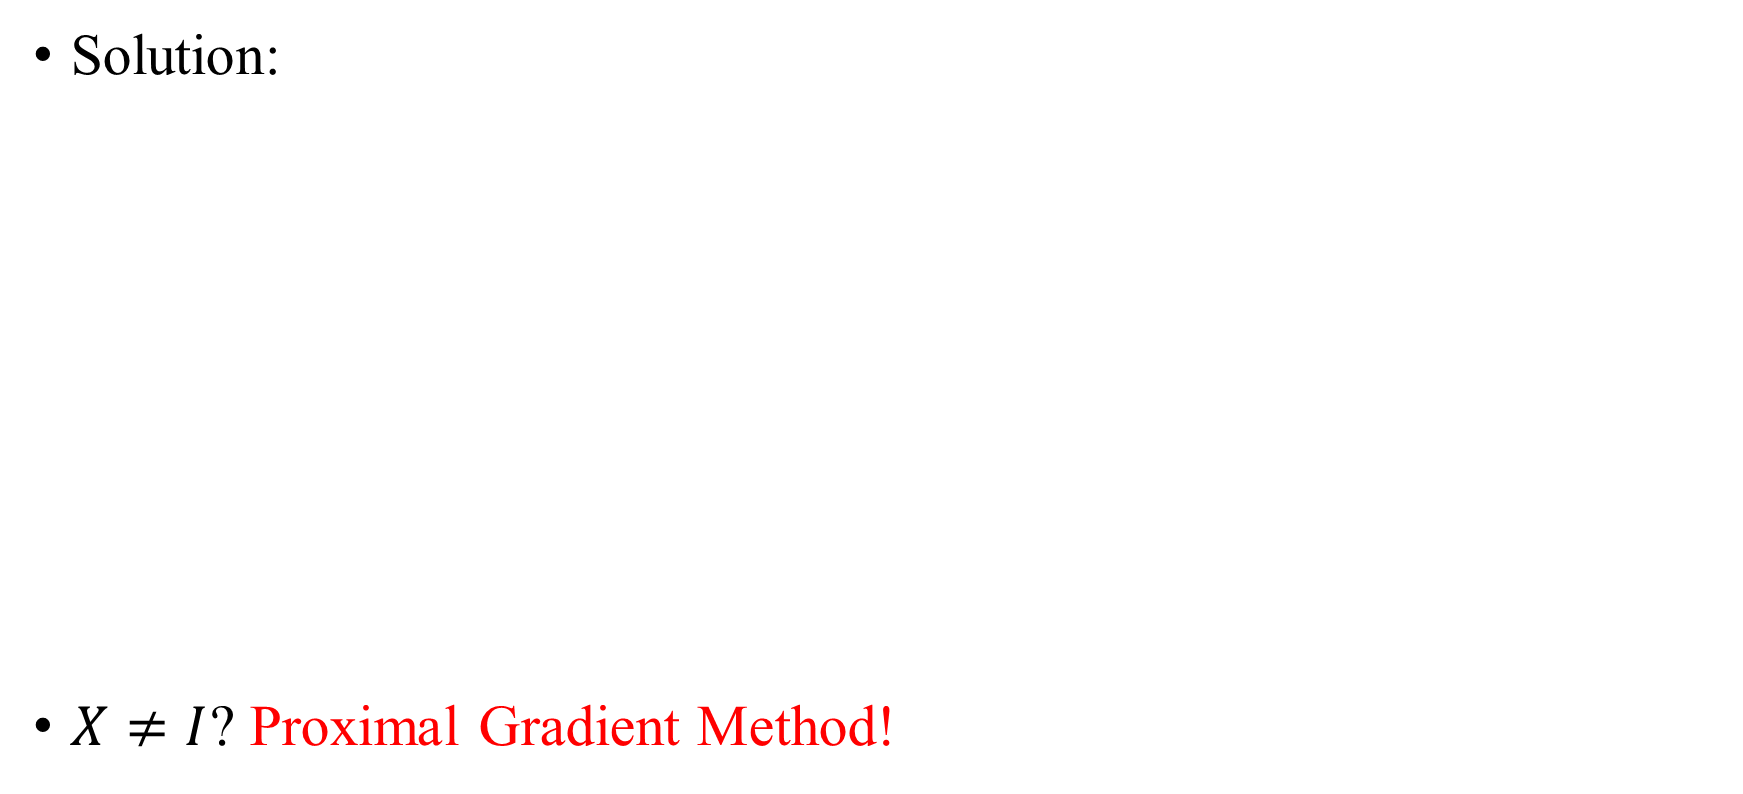 • Solution:
• X ≠ I? Proximal Gradient Method!